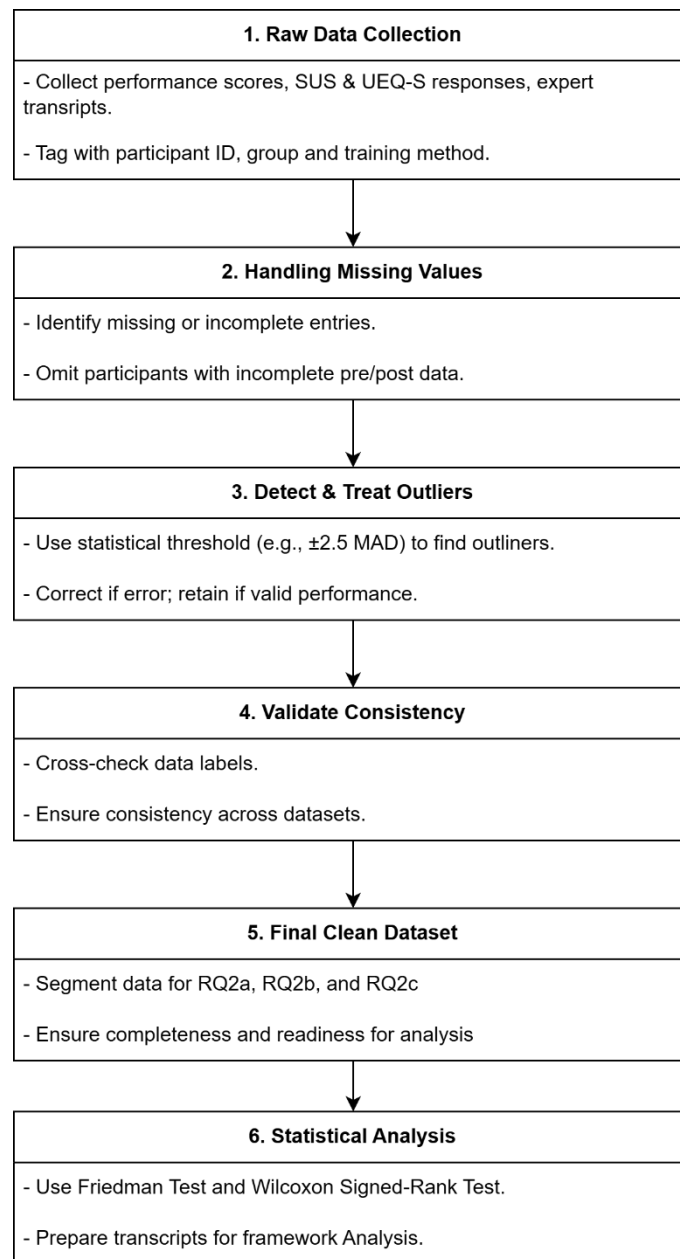 1. Raw Data Collection
- Collect performance scores, SUS & UEQ-S responses, expert
transripts.
- Tag with participant ID, group and training method.
2. Handling Missing Values
- Identify missing or incomplete entries.
- Omit participants with incomplete pre/post data.
3. Detect & Treat Outliers
- Use statistical threshold (e.g., ±2.5 MAD) to find outliners.
- Correct if error; retain if valid performance.
4. Validate Consistency
- Cross-check data labels.
- Ensure consistency across datasets.
5. Final Clean Dataset
- Segment data for RQ2a, RQ2b, and RQ2c
- Ensure completeness and readiness for analysis
6. Statistical Analysis
- Use Friedman Test and Wilcoxon Signed-Rank Test.
- Prepare transcripts for framework Analysis.